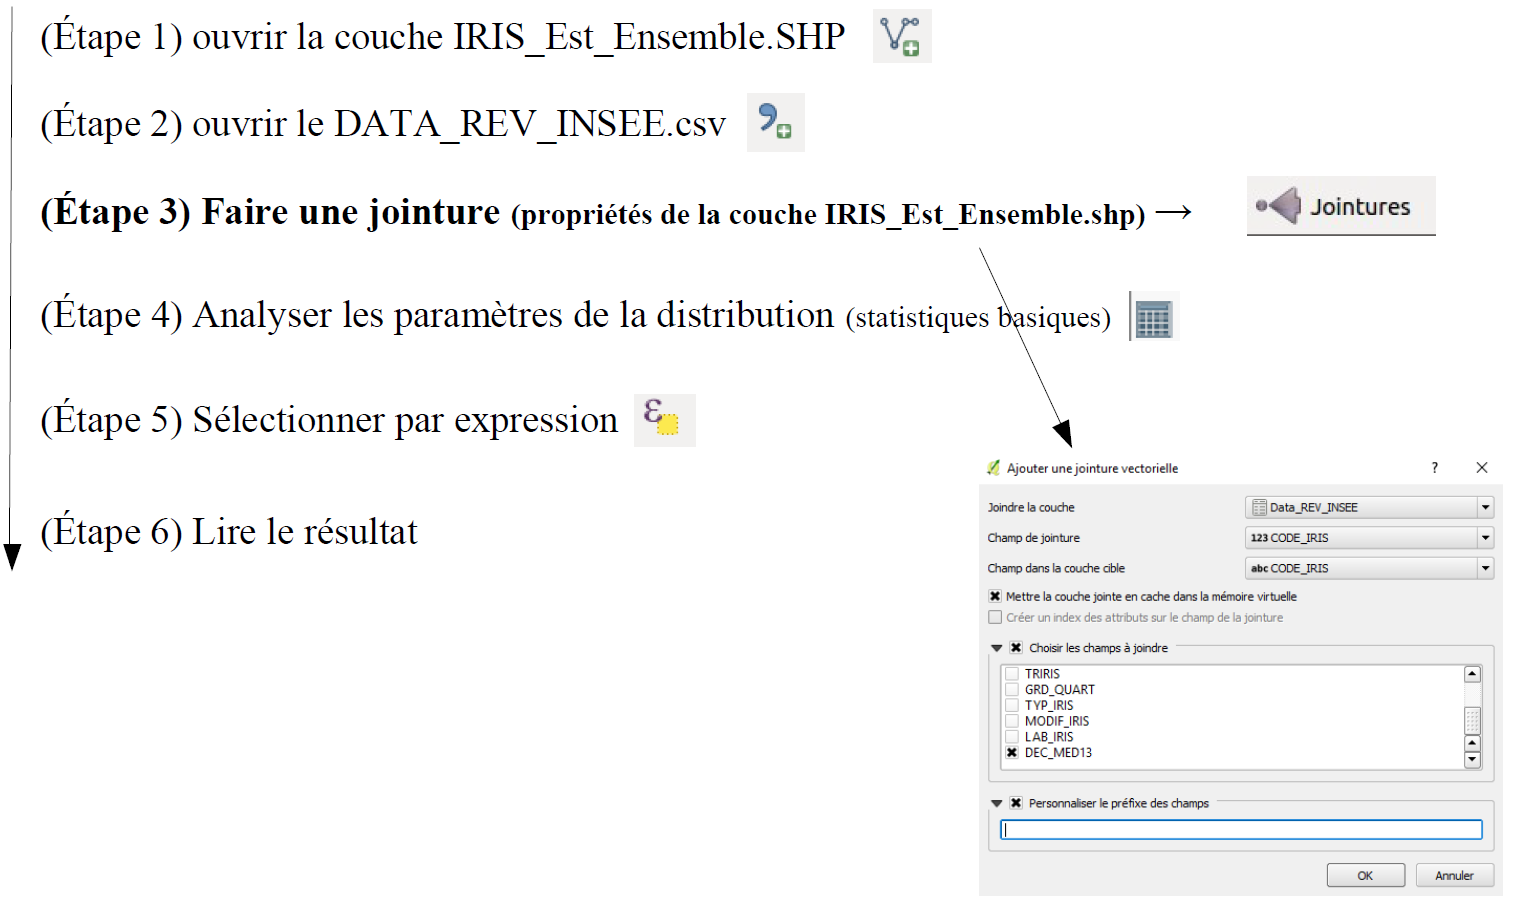 (Étape 1) ouvrir la couche IRIS_Est_Ensemble.SHP
(Étape 2) ouvrir le DATA_REV_INSEE.csv
(Étape 3) Faire une jointure (propriétés de la couche IRIS_Est_Ensemble.shp) → Jointures
(Étape 4) Analyser les paramètres de la distribution (statistiques basiques)
(Étape 5) Sélectionner par expression
(Étape 6) Lire le résultat
Ajouter une jointure vectorielle ?
Joindre la couche Data_REV_INSEE
Champ de jointure 123 CODE_IRIS
Champ dans la couche cible abc CODE_IRIS
Mettre la couche jointe en cache dans la mémoire virtuelle
Créer un index des attributs sur le champ de la jointure
Choisir les champs à joindre
TRIRIS
GRD_QUART
TYP_IRIS
MODIF_IRIS
LAB_IRIS
DEC_MED13
Personnaliser le préfixe des champs
OK Annuler